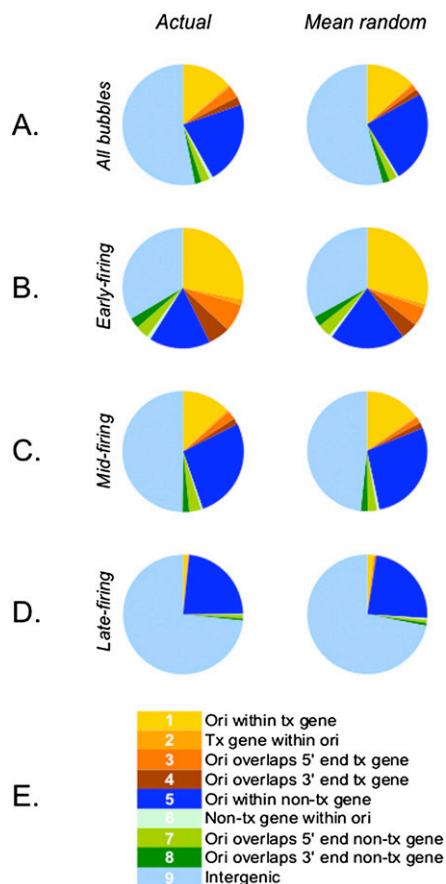 Actual Mean random
A. All bubbles
B. Early-firing
C. Mid-firing
D. Late-firing
E.
1 Ori within tx gene
2 Tx gene within ori
3 Ori overlaps 5' end tx gene
4 Ori overlaps 3' end tx gene
5 Ori within non-tx gene
6 Non-tx gene within ori
7 Ori overlaps 5' end non-tx gene
8 Ori overlaps 3' end non-tx gene
9 Intergenic